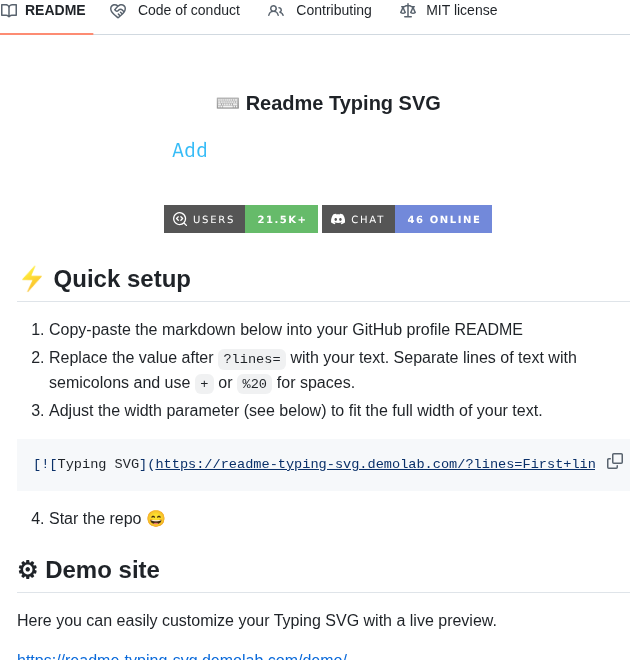 README Code of conduct Contributing MIT license
⌨️ Readme Typing SVG
Add
USERS 21.5K+ CHAT 46 ONLINE
⚡ Quick setup
1. Copy-paste the markdown below into your GitHub profile README
2. Replace the value after ?lines= with your text. Separate lines of text with
semicolons and use + or %20 for spaces.
3. Adjust the width parameter (see below) to fit the full width of your text.
[![Typing SVG](https://readme-typing-svg.demolab.com/?lines=First+lin
4. Star the repo 😄
⚙ Demo site
Here you can easily customize your Typing SVG with a live preview.
https://readme-typing-svg.demolab.com/demo/